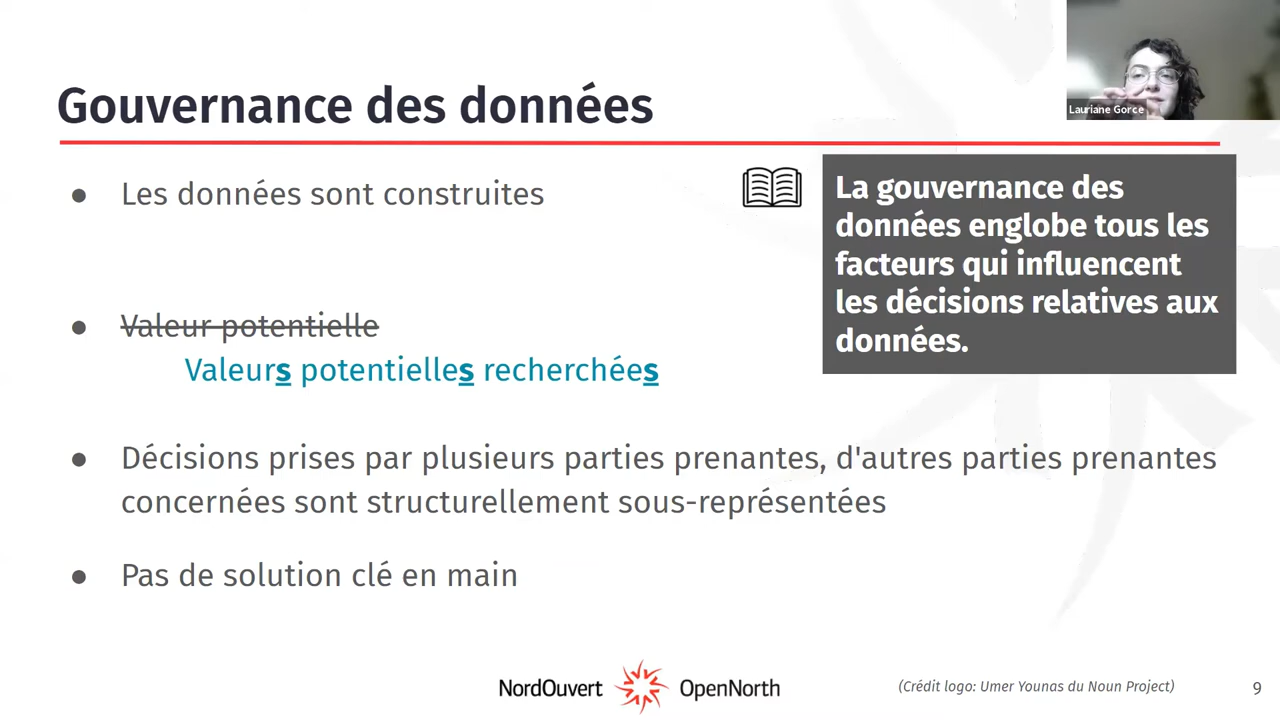 Gouvernance des données
Lauriane Gorce
● Les données sont construites
La gouvernance des
données englobe tous les
facteurs qui influencent
les décisions relatives aux
données.
● Valeur potentielle
Valeurs potentielles recherchées
● Décisions prises par plusieurs parties prenantes, d'autres parties prenantes
concernées sont structurellement sous-représentées
● Pas de solution clé en main
NordOuvert OpenNorth
(Crédit logo: Umer Younas du Noun Project)
9